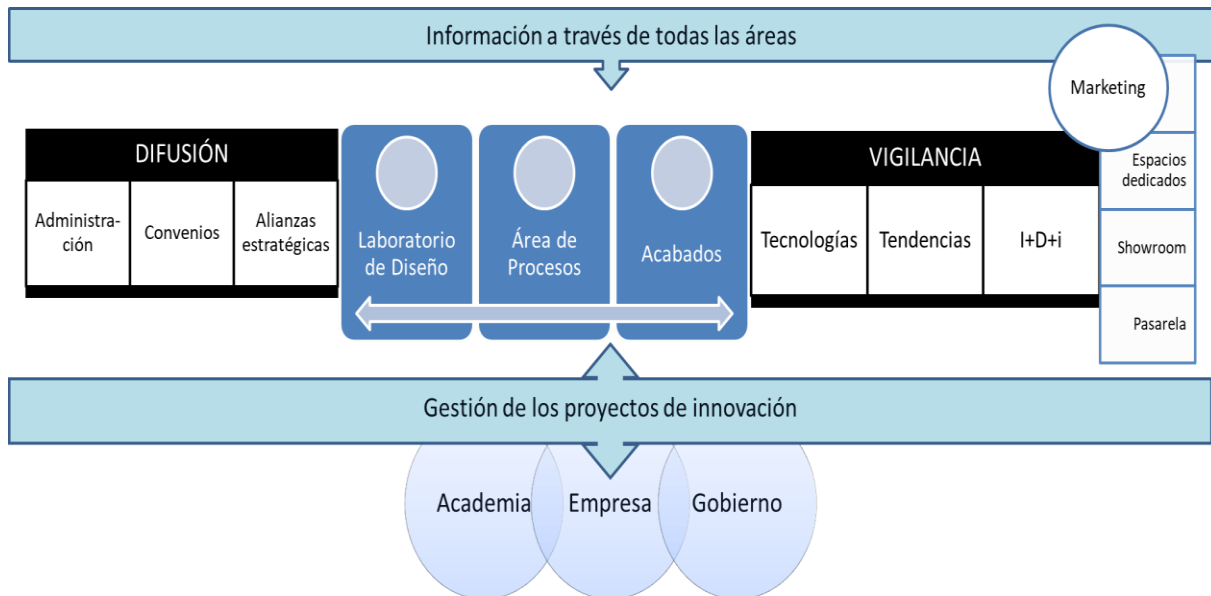 Información a través de todas las áreas
Marketing
DIFUSIÓN
VIGILANCIA
Administra-
ción
Convenios
Alianzas
estratégicas
Laboratorio
de Diseño
Área de
Procesos
Acabados
Tecnologías
Tendencias
I+D+i
Espacios
dedicados
Showroom
Pasarela
Gestión de los proyectos de innovación
Academia
Empresa
Gobierno